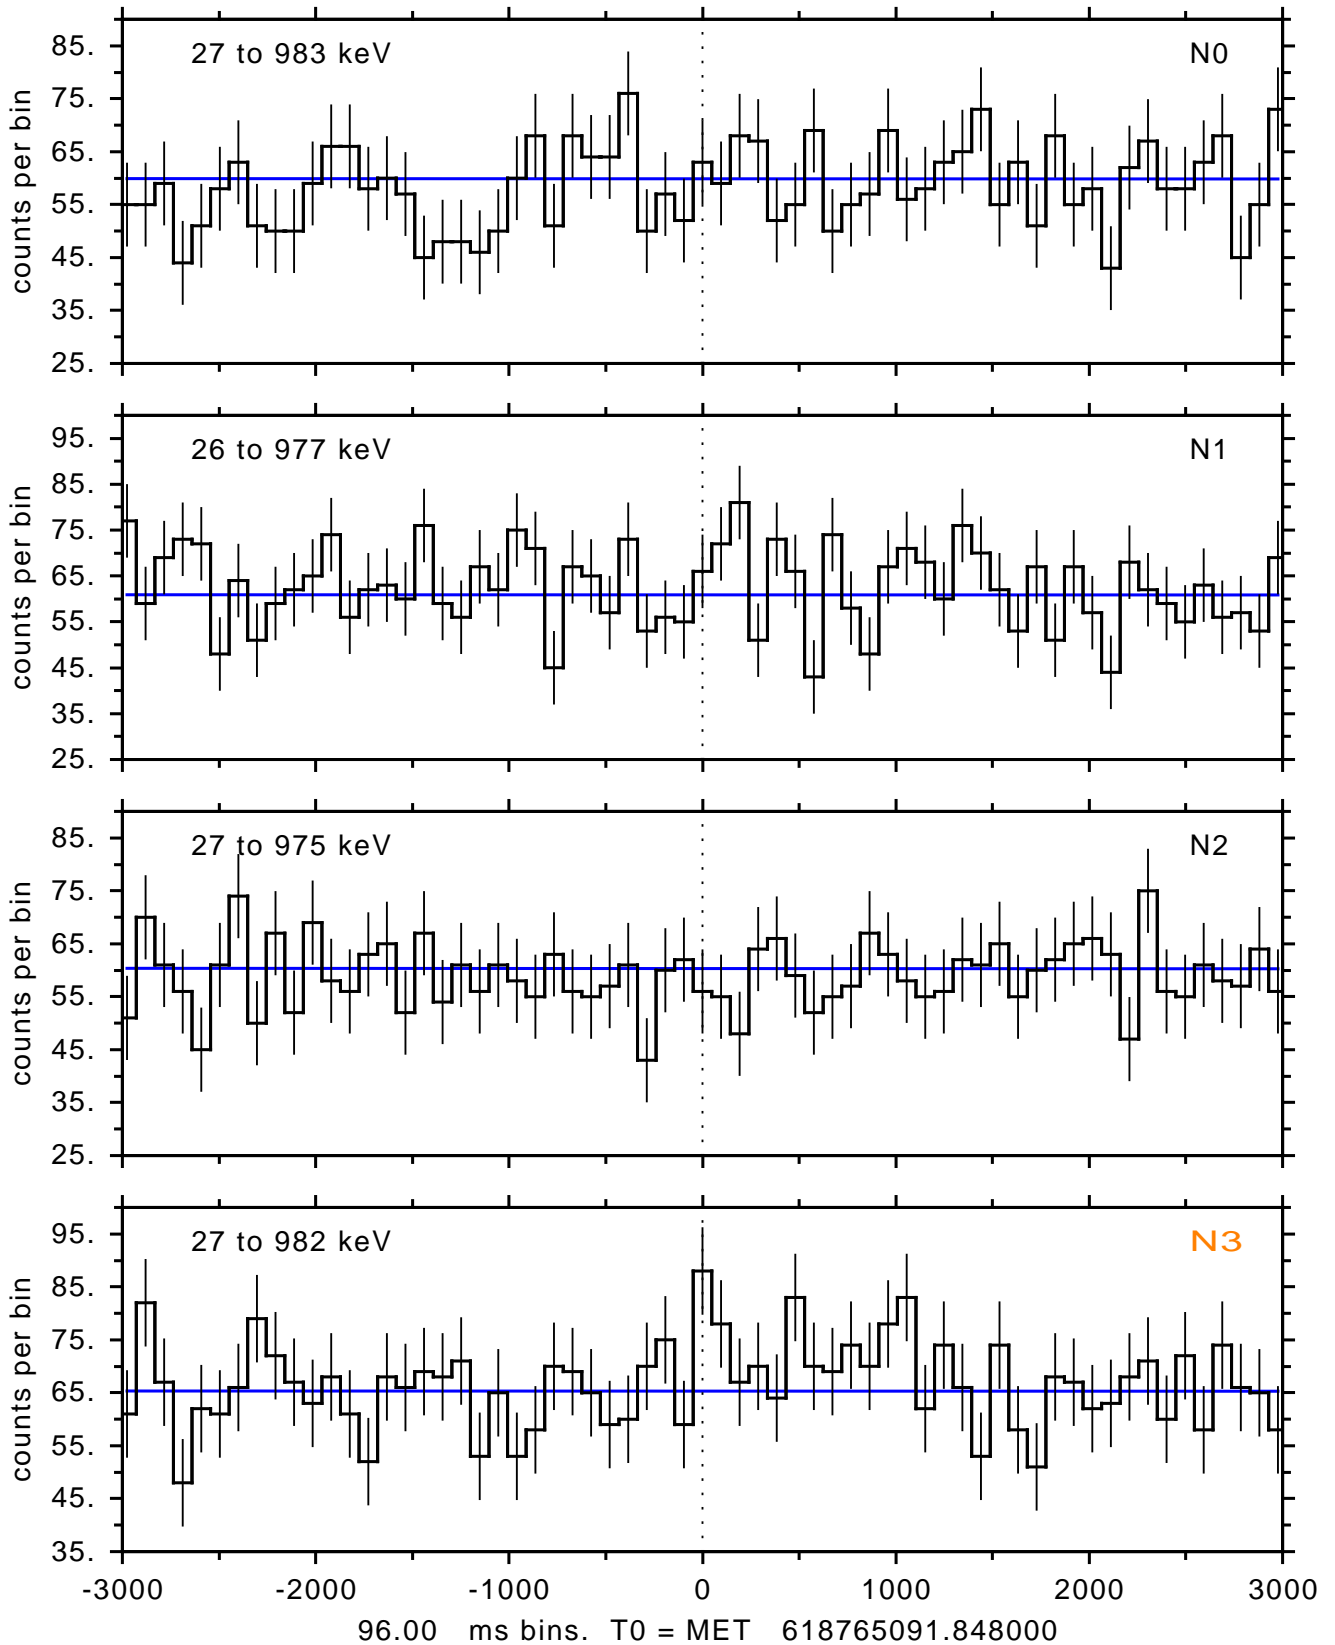 27 to 983 keV N0
85.
75.
65.
55.
45.
35.
25.
counts per bin
26 to 977 keV N1
95.
85.
75.
65.
55.
45.
35.
25.
counts per bin
27 to 975 keV N2
85.
75.
65.
55.
45.
35.
25.
counts per bin
27 to 982 keV N3
95.
85.
75.
65.
55.
45.
35.
counts per bin
-3000 -2000 -1000 0 1000 2000 3000
96.00 ms bins. T0 = MET 618765091.848000